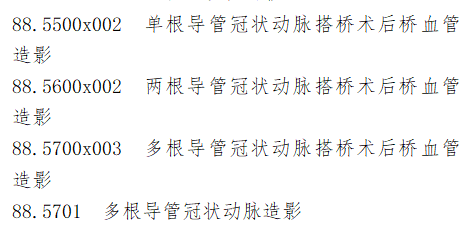 88.5500x002 单根导管冠状动脉搭桥术后桥血管
造影
88.5600x002 两根导管冠状动脉搭桥术后桥血管
造影
88.5700x003 多根导管冠状动脉搭桥术后桥血管
造影
88.5701 多根导管冠状动脉造影